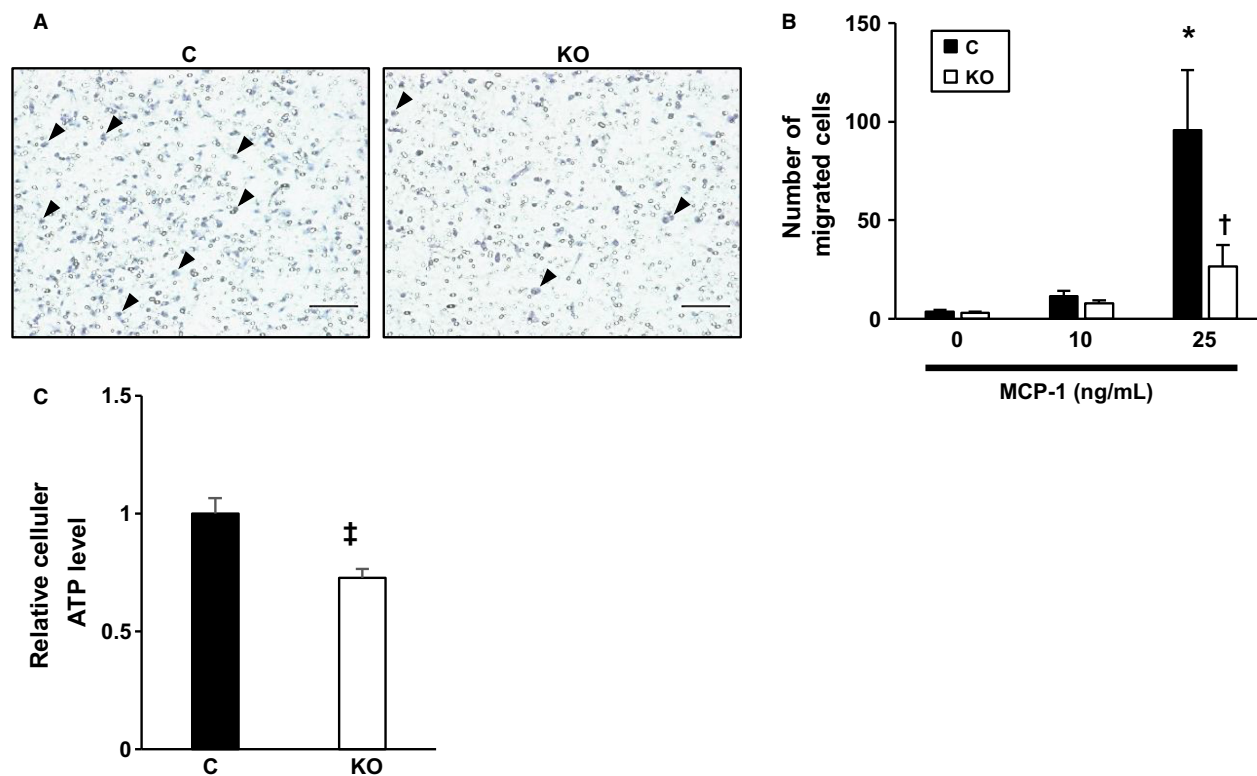 A
C
KO
B
150
100
50
0
Number of
migrated cells
C
KO
*
†
0
10
25
MCP-1 (ng/mL)
C
1.5
1
0.5
0
Relative celluler
ATP level
‡
C
KO